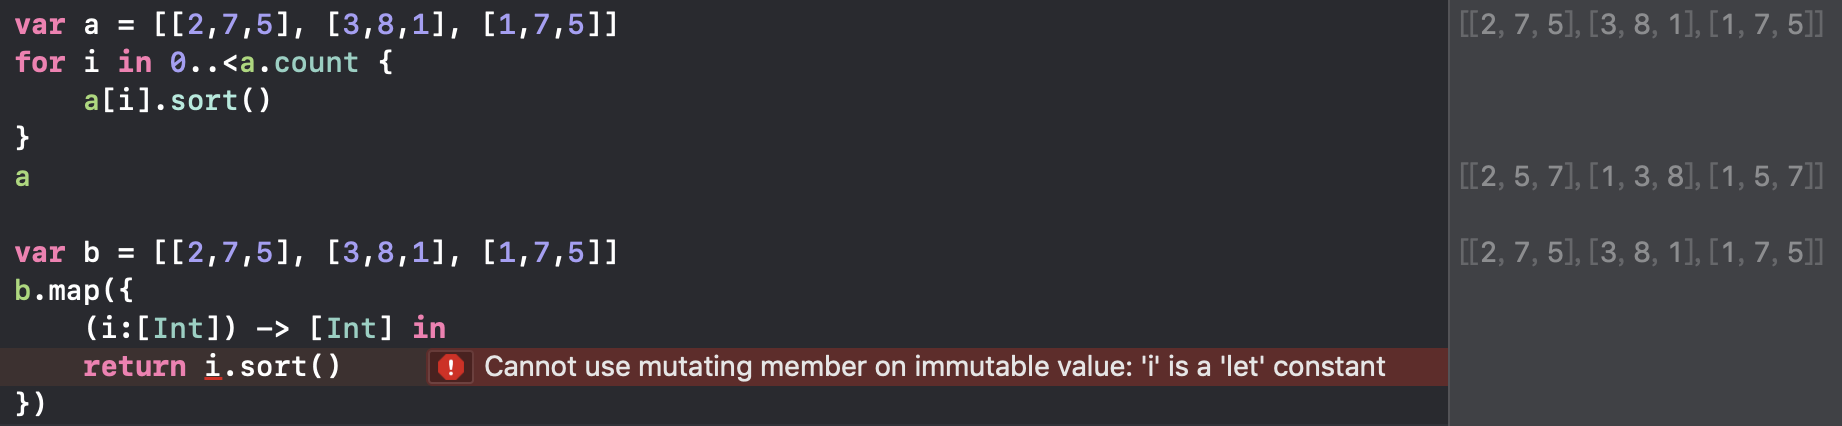 var a = [[2,7,5], [3,8,1], [1,7,5]] [[2, 7, 5], [3, 8, 1], [1, 7, 5]]
for i in 0..<a.count {
    a[i].sort()
}
a [[2, 5, 7], [1, 3, 8], [1, 5, 7]]
var b = [[2,7,5], [3,8,1], [1,7,5]] [[2, 7, 5], [3, 8, 1], [1, 7, 5]]
b.map({
    (i:[Int]) -> [Int] in
    return i.sort() Cannot use mutating member on immutable value: 'i' is a 'let' constant
})